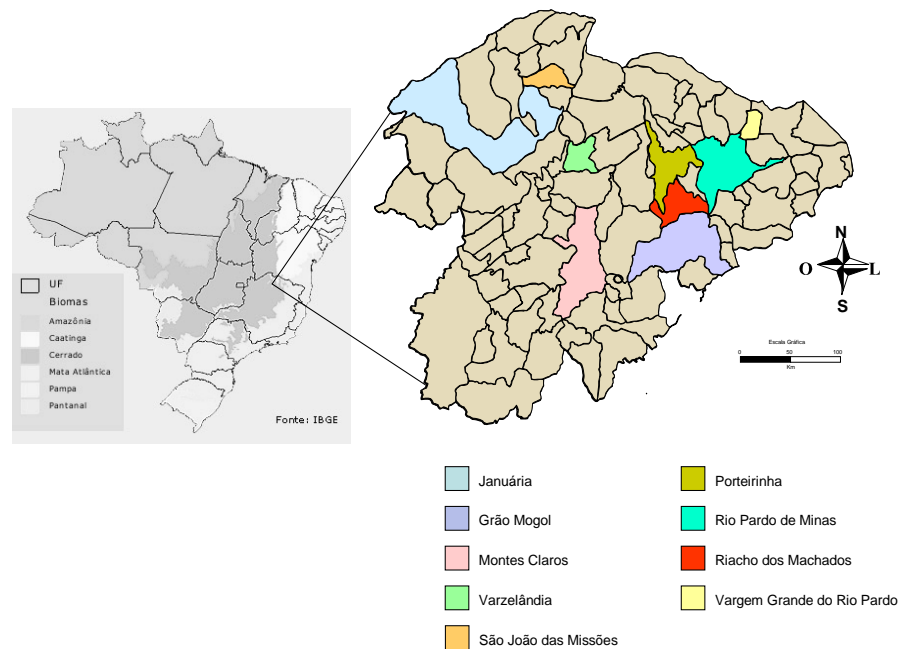 UF
Biomas
Amazônia
Caatinga
Cerrado
Mata Atlântica
Pampa
Pantanal
Fonte: IBGE
N
O
L
S
Escala Gráfica
0 50 100
Km
Januária
Grão Mogol
Montes Claros
Varzelândia
São João das Missões
Porteirinha
Rio Pardo de Minas
Riacho dos Machados
Vargem Grande do Rio Pardo